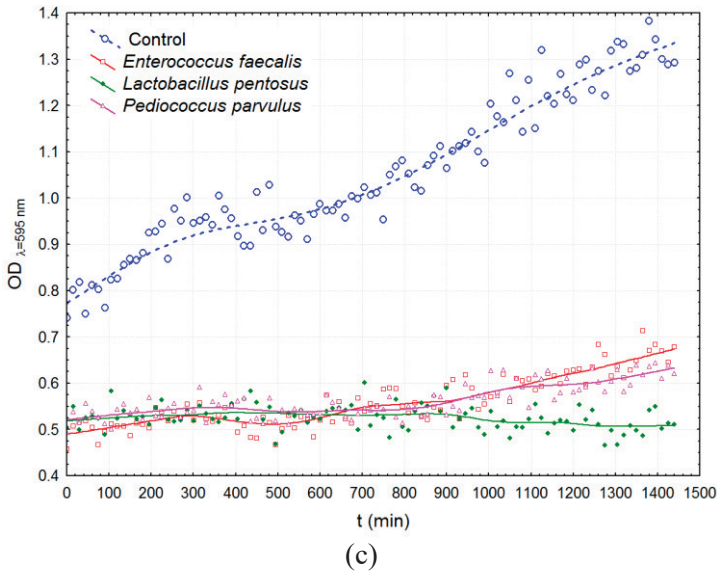 1.4
1.3
1.2
1.1
1.0
0.9
0.8
0.7
0.6
0.5
0.4
OD λ=595 nm
Control
Enterococcus faecalis
Lactobacillus pentosus
Pediococcus parvulus
0 100 200 300 400 500 600 700 800 900 1000 1100 1200 1300 1400 1500
t (min)
(c)